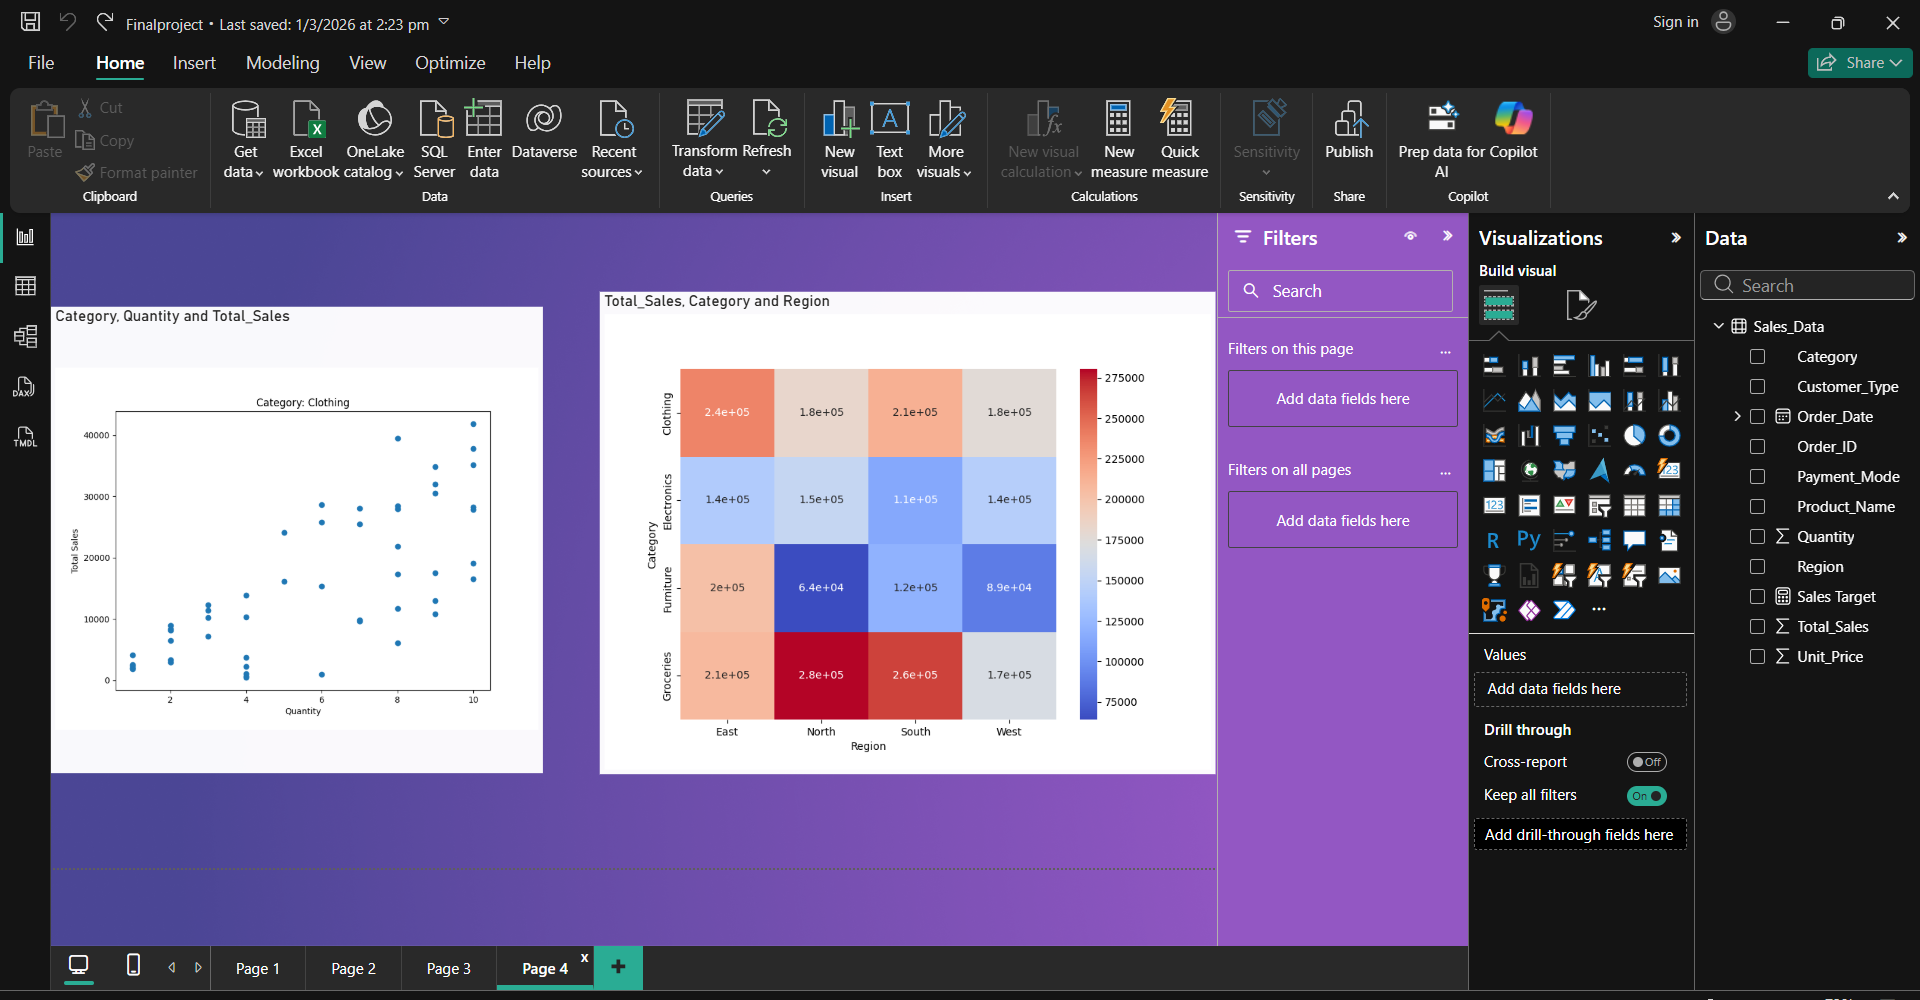 Finalproject • Last saved: 1/3/2026 at 2:23 pm
Sign in
File Home Insert Modeling View Optimize Help
Share
Paste
Cut
Copy
Format painter
Clipboard
Get data
Excel workbook
OneLake catalog
SQL Server
Enter data
Dataverse
Recent sources
Data
Transform data
Refresh
Queries
New visual
Text box
More visuals
Insert
New visual calculation
New measure
Quick measure
Calculations
Sensitivity
Sensitivity
Publish
Share
Prep data for AI
Copilot
Copilot
DAX
TMDL
Category, Quantity and Total_Sales
Category: Clothing
Total Sales
40000
30000
20000
10000
0
2 4 6 8 10
Quantity
Total_Sales, Category and Region
Category
Clothing 2.4e+05 1.8e+05 2.1e+05 1.8e+05
Electronics 1.4e+05 1.5e+05 1.1e+05 1.4e+05
Furniture 2e+05 6.4e+04 1.2e+05 8.9e+04
Groceries 2.1e+05 2.8e+05 2.6e+05 1.7e+05
East North South West
Region
275000
250000
225000
200000
175000
150000
125000
100000
75000
Filters
Search
Filters on this page
Add data fields here
Filters on all pages
Add data fields here
Visualizations
Build visual
123
123
R Py
Values
Add data fields here
Drill through
Cross-report Off
Keep all filters On
Add drill-through fields here
Data
Search
Sales_Data
Category
Customer_Type
Order_Date
Order_ID
Payment_Mode
Product_Name
Quantity
Region
Sales Target
Total_Sales
Unit_Price
Page 1
Page 2
Page 3
Page 4